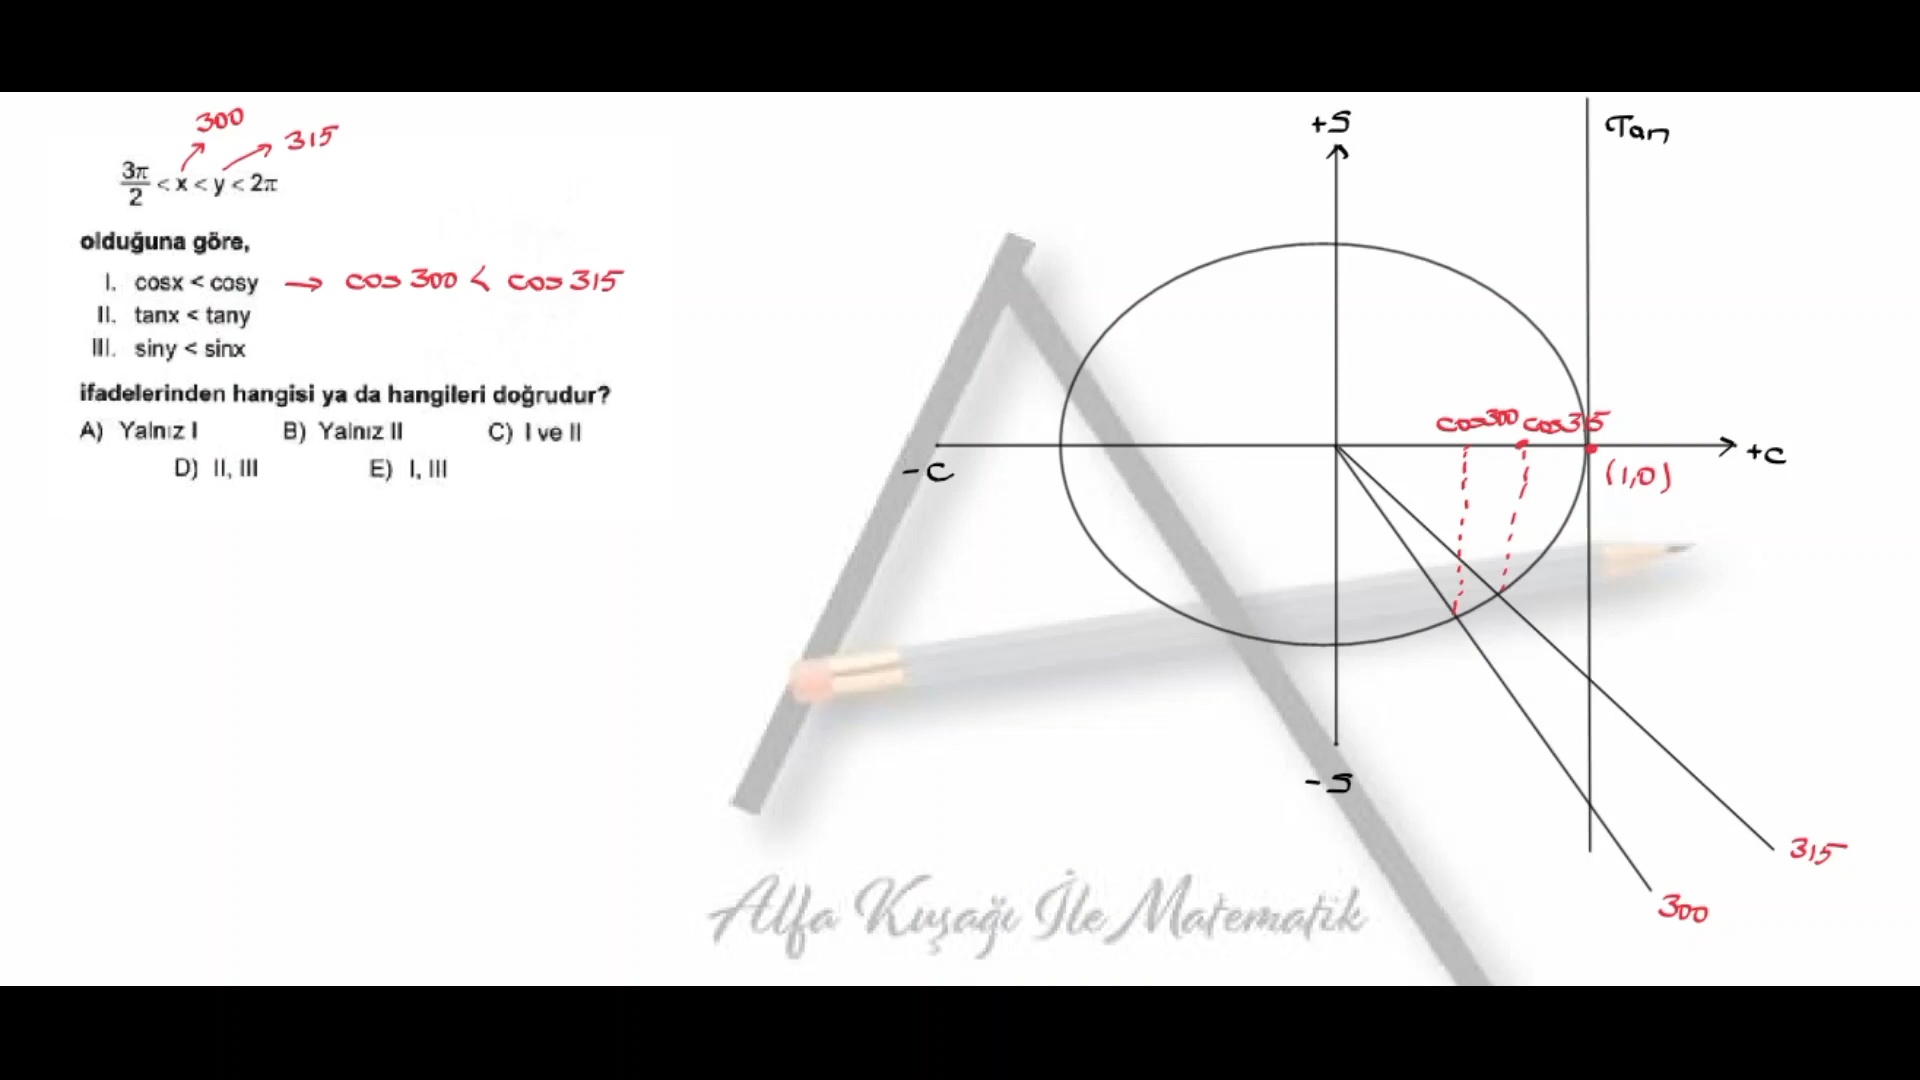 300
315
3π/2 < x < y < 2π
olduğuna göre,
I. cosx < cosy → cos 300 < cos 315
II. tanx < tany
III. siny < sinx
ifadelerinden hangisi ya da hangileri doğrudur?
A) Yalnız I B) Yalnız II C) I ve II
D) II, III E) I, III
+S
Tan
cos300 cos315
-C
+C
(1,0)
-S
315
300
Alfa Kuşağı İle Matematik